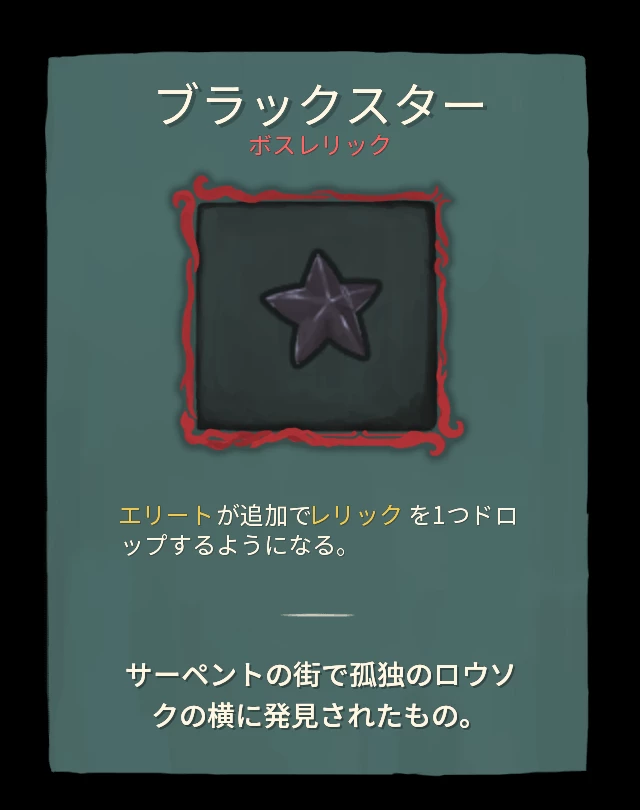 ブラックスター
ボスレリック
エリートが追加でレリックを1つドロ
ップするようになる。
サーペントの街で孤独のロウソ
クの横に発見されたもの。